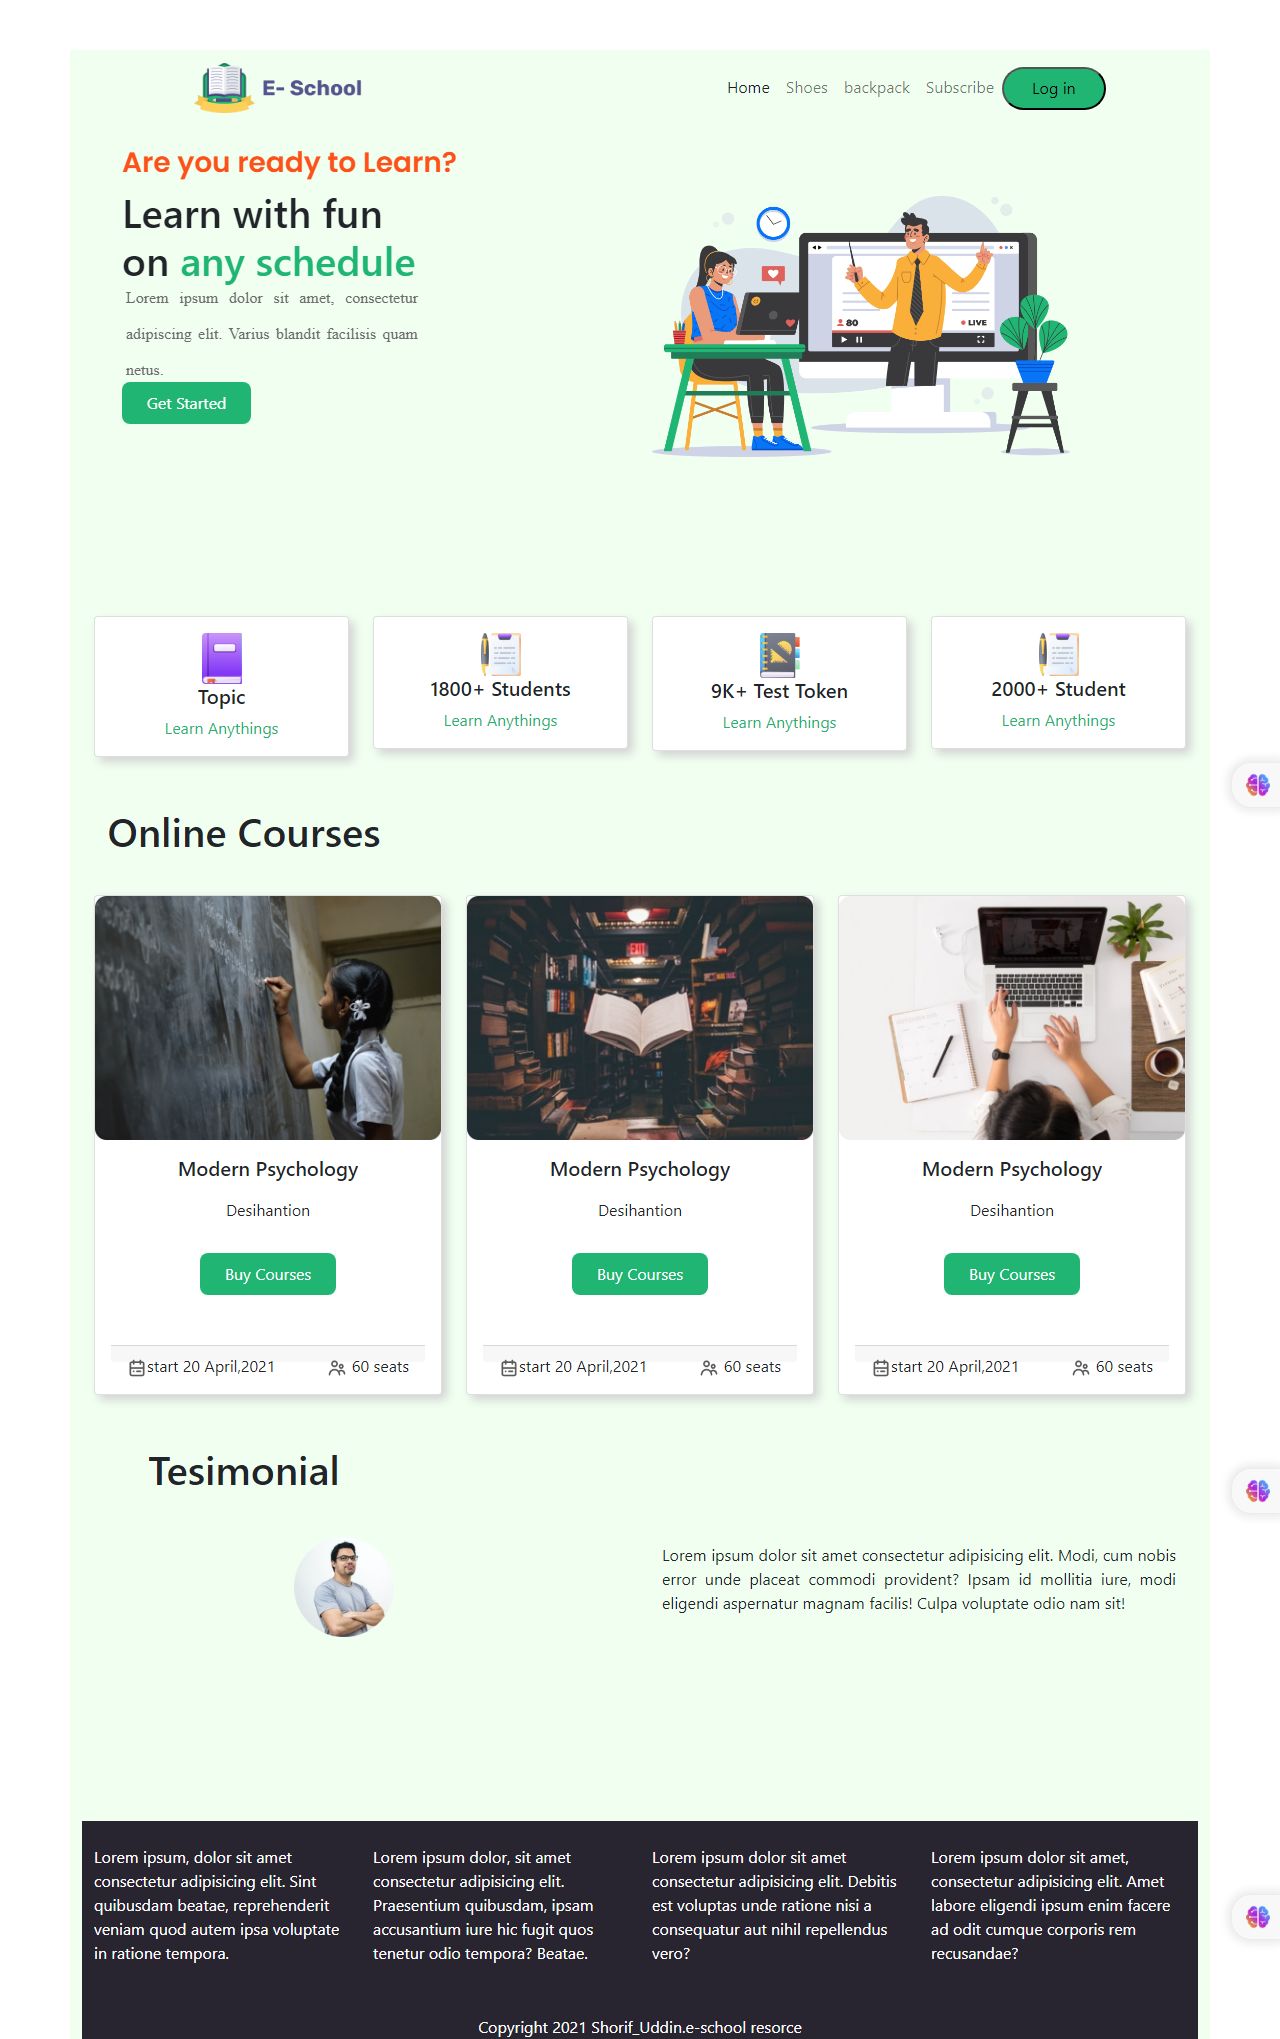 E- School
Home Shoes backpack Subscribe Log in
Are you ready to Learn?
Learn with fun
on any schedule
Lorem ipsum dolor sit amet, consectetur
adipiscing elit. Varius blandit facilisis quam
netus.
Get Started
80
LIVE
Topic
Learn Anythings
1800+ Students
Learn Anythings
9K+ Test Token
Learn Anythings
2000+ Student
Learn Anythings
Online Courses
EXIT
Modern Psychology
Desihantion
Buy Courses
start 20 April,2021 60 seats
Modern Psychology
Desihantion
Buy Courses
start 20 April,2021 60 seats
Modern Psychology
Desihantion
Buy Courses
start 20 April,2021 60 seats
Tesimonial
Lorem ipsum dolor sit amet consectetur adipisicing elit. Modi, cum nobis
error unde placeat commodi provident? Ipsam id mollitia iure, modi
eligendi aspernatur magnam facilis! Culpa voluptate odio nam sit!
Lorem ipsum, dolor sit amet
consectetur adipisicing elit. Sint
quibusdam beatae, reprehenderit
veniam quod autem ipsa voluptate
in ratione tempora.
Lorem ipsum dolor, sit amet
consectetur adipisicing elit.
Praesentium quibusdam, ipsam
accusantium iure hic fugit quos
tenetur odio tempora? Beatae.
Lorem ipsum dolor sit amet
consectetur adipisicing elit. Debitis
est voluptas unde ratione nisi a
consequatur aut nihil repellendus
vero?
Lorem ipsum dolor sit amet,
consectetur adipisicing elit. Amet
labore eligendi ipsum enim facere
ad odit cumque corporis rem
recusandae?
Copyright 2021 Shorif_Uddin.e-school resorce